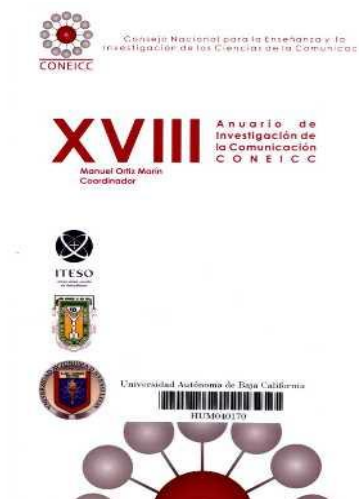 Consejo Nacional para la Enseñanza y la
Investigación de las Ciencias de la Comunicac
CONEICC
XVIII
Anuario de
Investigación de
la Comunicación
CONEICC
Manuel Ortiz Marín
Coordinador
ITESO
Universidad Autónoma de Baja California
HUM040170